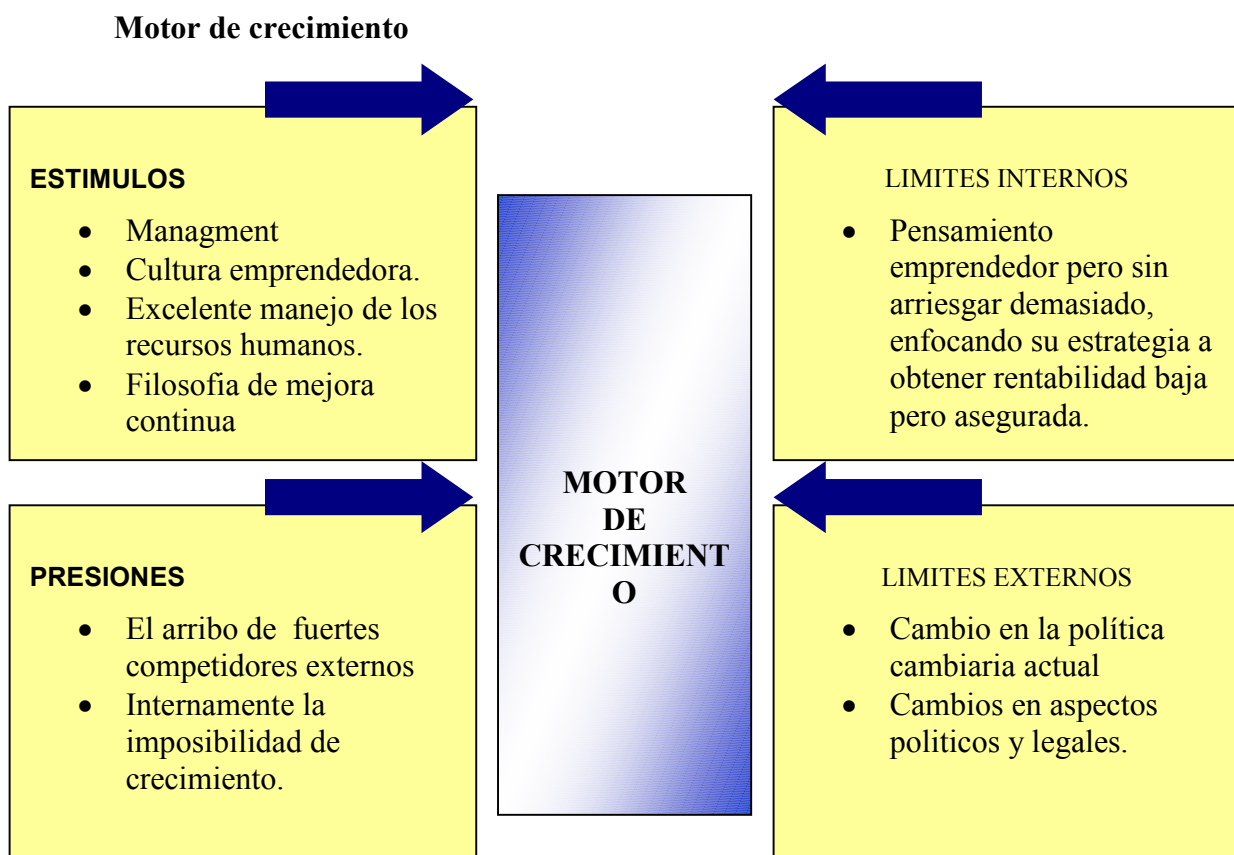 Motor de crecimiento
ESTIMULOS
• Managment
• Cultura emprendedora.
• Excelente manejo de los
recursos humanos.
• Filosofia de mejora
continua
PRESIONES
• El arribo de fuertes
competidores externos
• Internamente la
imposibilidad de
crecimiento.
MOTOR
DE
CRECIMIENT
O
LIMITES INTERNOS
• Pensamiento
emprendedor pero sin
arriesgar demasiado,
enfocando su estrategia a
obtener rentabilidad baja
pero asegurada.
LIMITES EXTERNOS
• Cambio en la política
cambiaria actual
• Cambios en aspectos
politicos y legales.